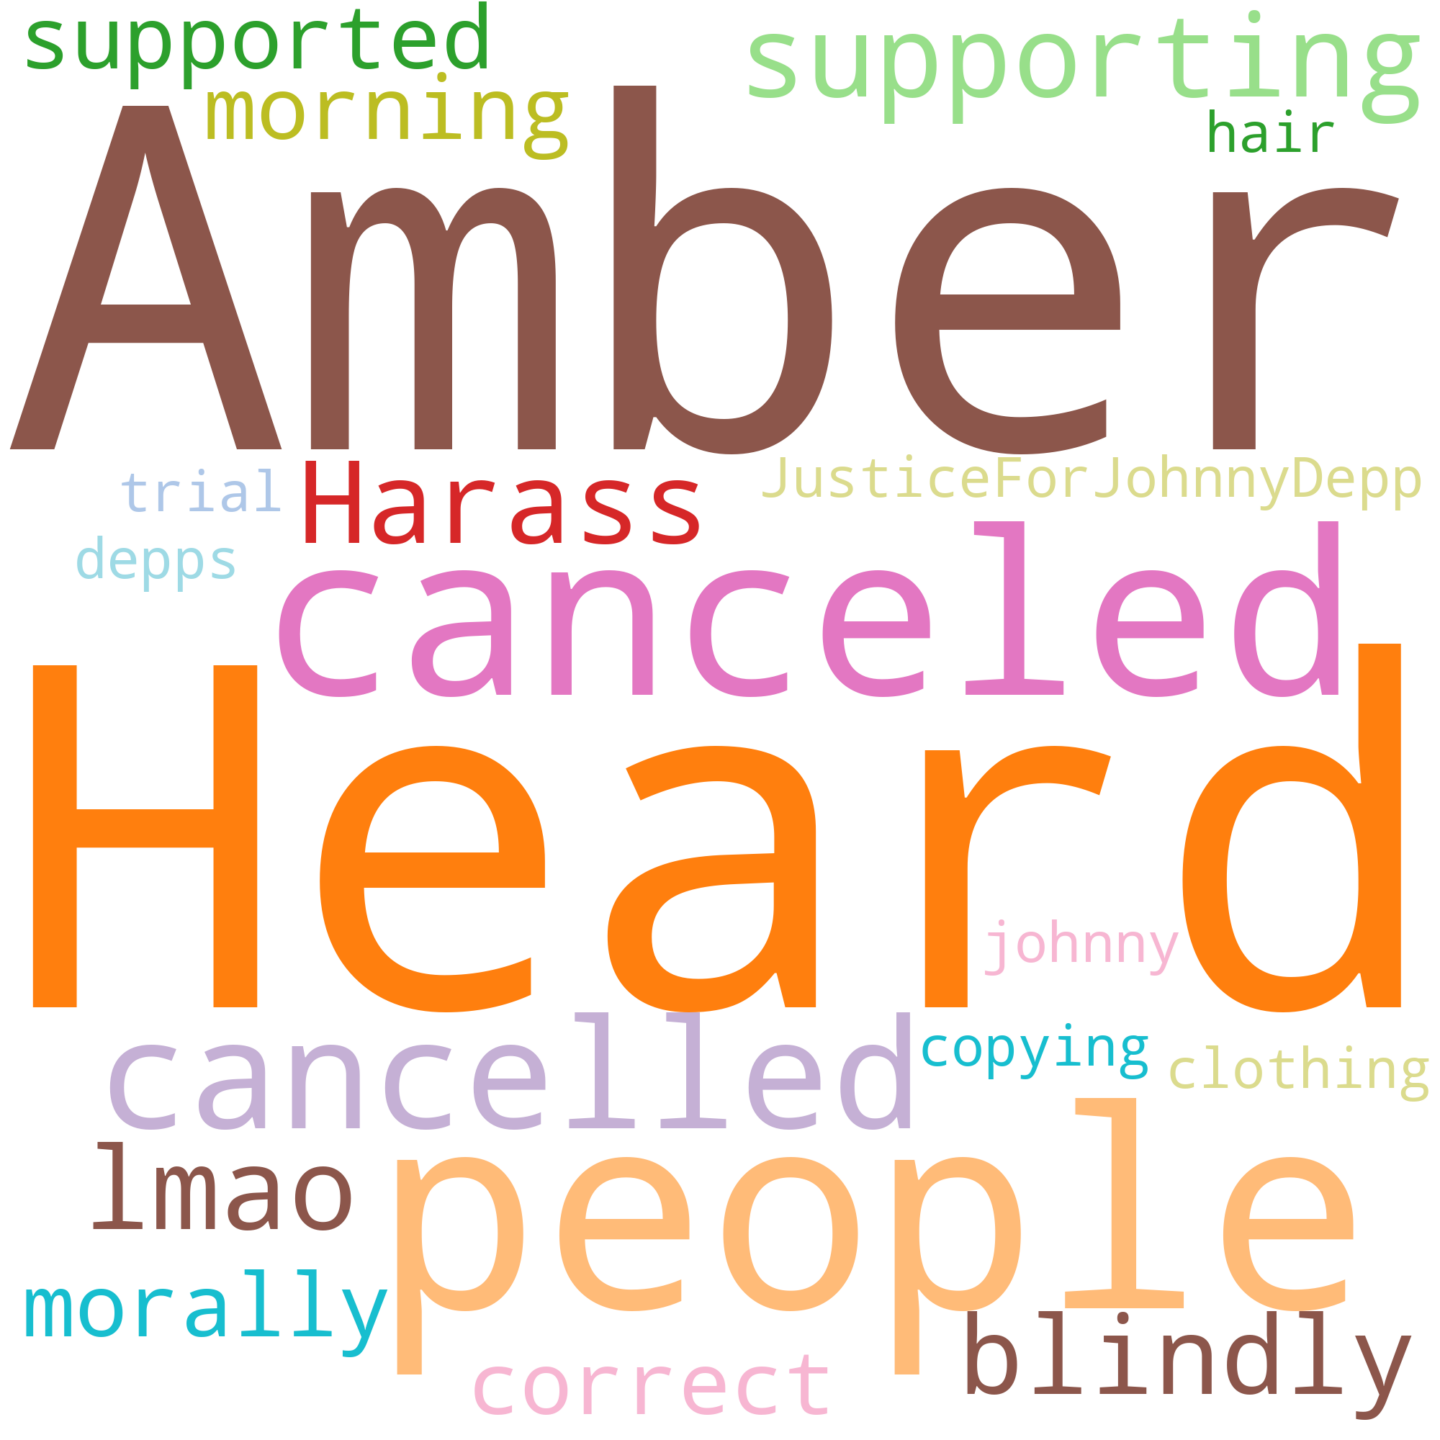 supported
supporting
morning
hair
Amber
trial
Harass
JusticeForJohnnyDepp
depps
canceled
Heard
johnny
cancelled
copying
clothing
lmao
people
morally
blindly
correct